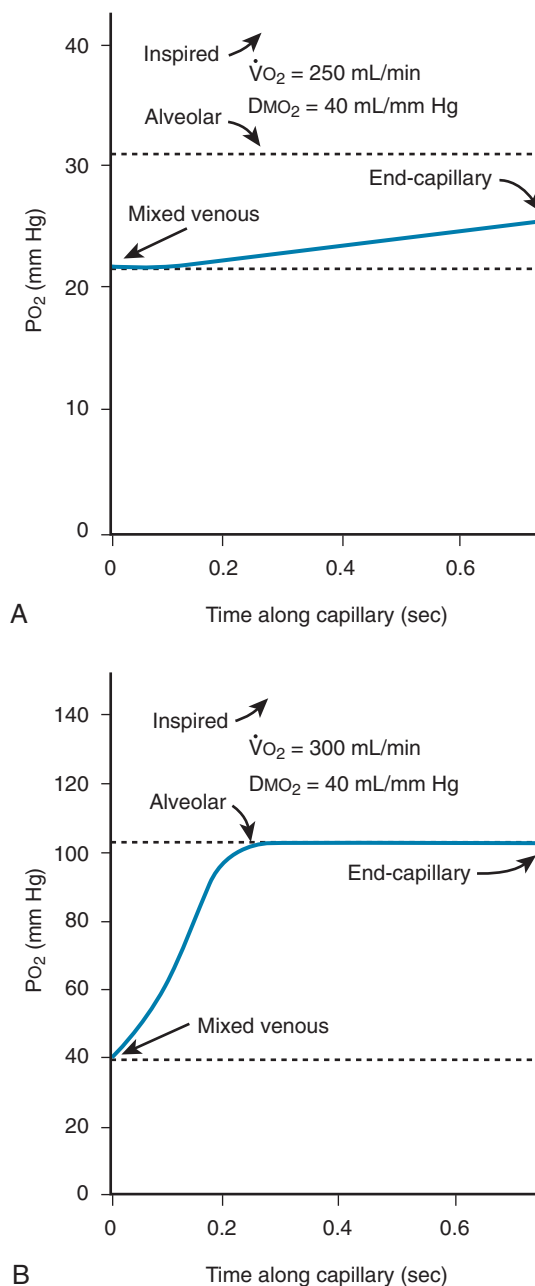 40
Inspired
V̇O₂ = 250 mL/min
DMO₂ = 40 mL/mm Hg
Alveolar
30
End-capillary
Mixed venous
PO₂ (mm Hg)
20
10
0
0 0.2 0.4 0.6
A
Time along capillary (sec)
140
Inspired
V̇O₂ = 300 mL/min
120
DMO₂ = 40 mL/mm Hg
Alveolar
100
End-capillary
80
PO₂ (mm Hg)
60
Mixed venous
40
20
0
0 0.2 0.4 0.6
B
Time along capillary (sec)